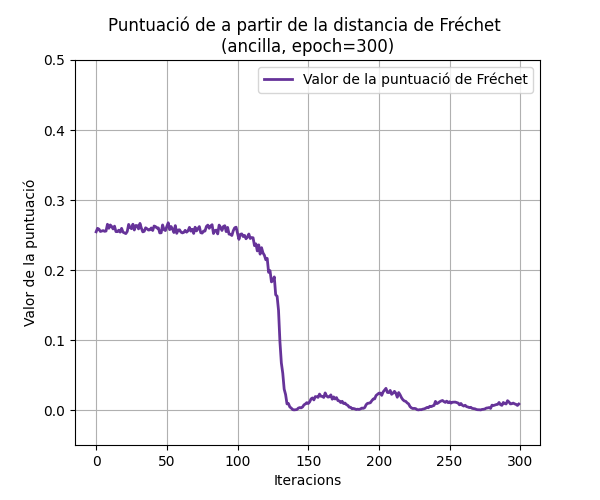 Puntuació de a partir de la distancia de Fréchet
(ancilla, epoch=300)
Valor de la puntuació de Fréchet
Valor de la puntuació
0.5
0.4
0.3
0.2
0.1
0.0
0 50 100 150 200 250 300
Iteracions